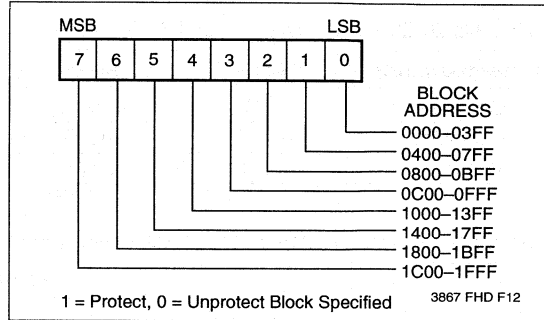 MSB LSB
7 6 5 4 3 2 1 0
BLOCK
ADDRESS
0000–03FF
0400–07FF
0800–0BFF
0C00–0FFF
1000–13FF
1400–17FF
1800–1BFF
1C00–1FFF
1 = Protect, 0 = Unprotect Block Specified 3867 FHD F12